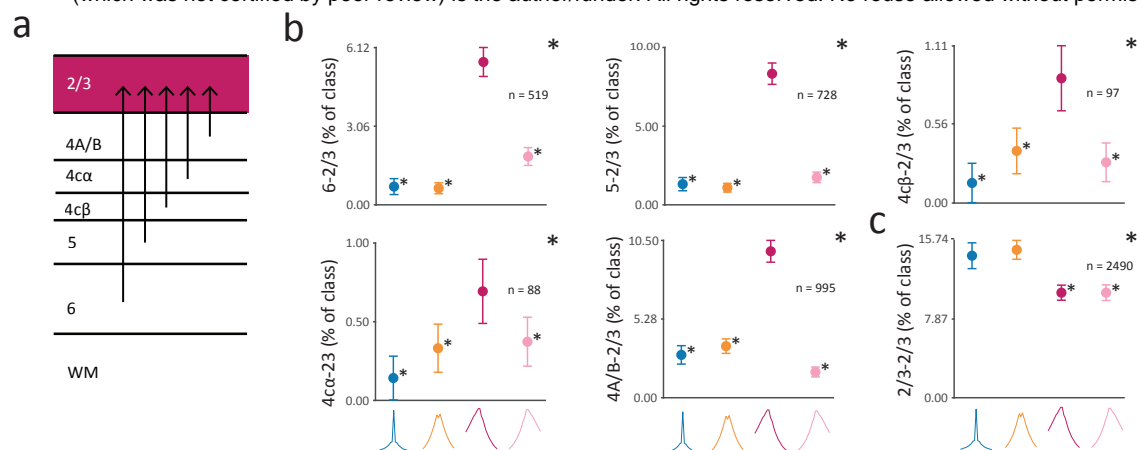 (which was not certified by peer review) is the author/funder. All rights reserved. No reuse allowed without permis
a
2/3
4A/B
4cα
4cβ
5
6
WM
b
6-2/3 (% of class)
6.12
3.06
0.00
n = 519
*
*
*
*
5-2/3 (% of class)
10.00
5.00
0.00
n = 728
*
*
*
*
4cβ-2/3 (% of class)
1.11
0.56
0.00
n = 97
*
*
*
*
4cα-23 (% of class)
1.00
0.50
0.00
n = 88
*
*
*
*
4A/B-2/3 (% of class)
10.50
5.28
0.00
n = 995
*
*
*
*
c
2/3-2/3 (% of class)
15.74
7.87
0.00
n = 2490
*
*
*